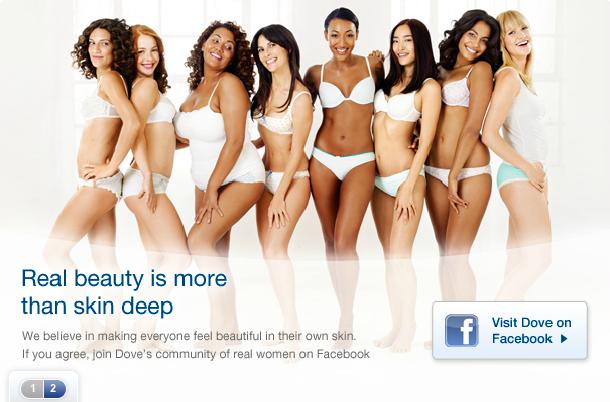 Real beauty is more
than skin deep
We believe in making everyone feel beautiful in their own skin.
If you agree, join Dove's community of real women on Facebook
f
Visit Dove on
Facebook
1 2